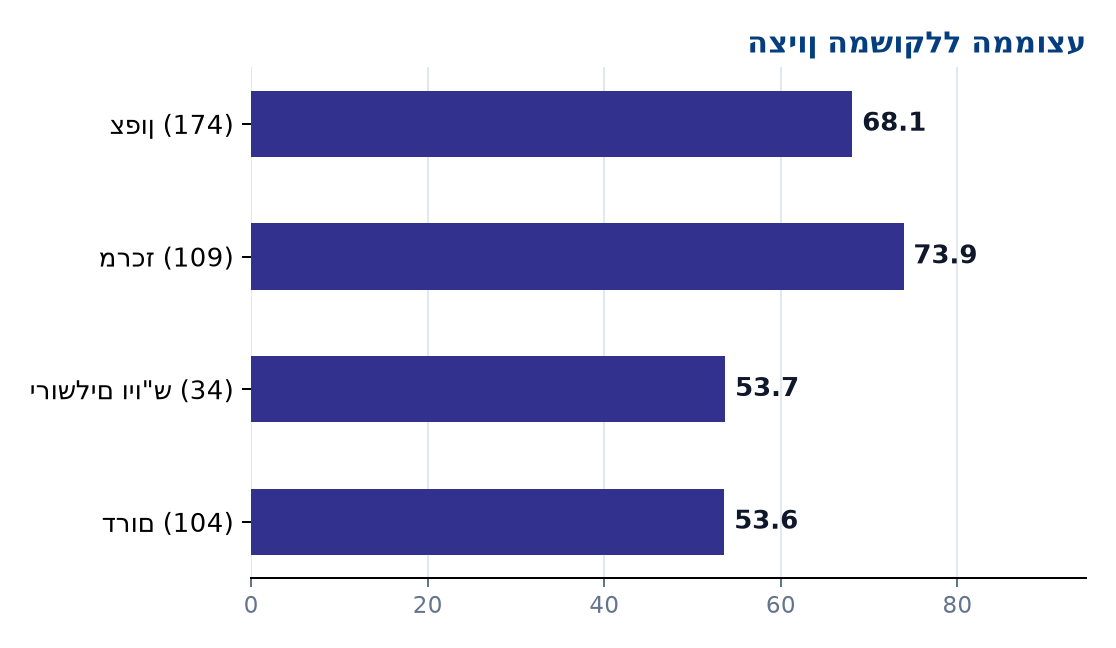 הציון המשוקלל הממוצע
צפון (174)
68.1
מרכז (109)
73.9
ירושלים ויו"ש (34)
53.7
דרום (104)
53.6
0 20 40 60 80